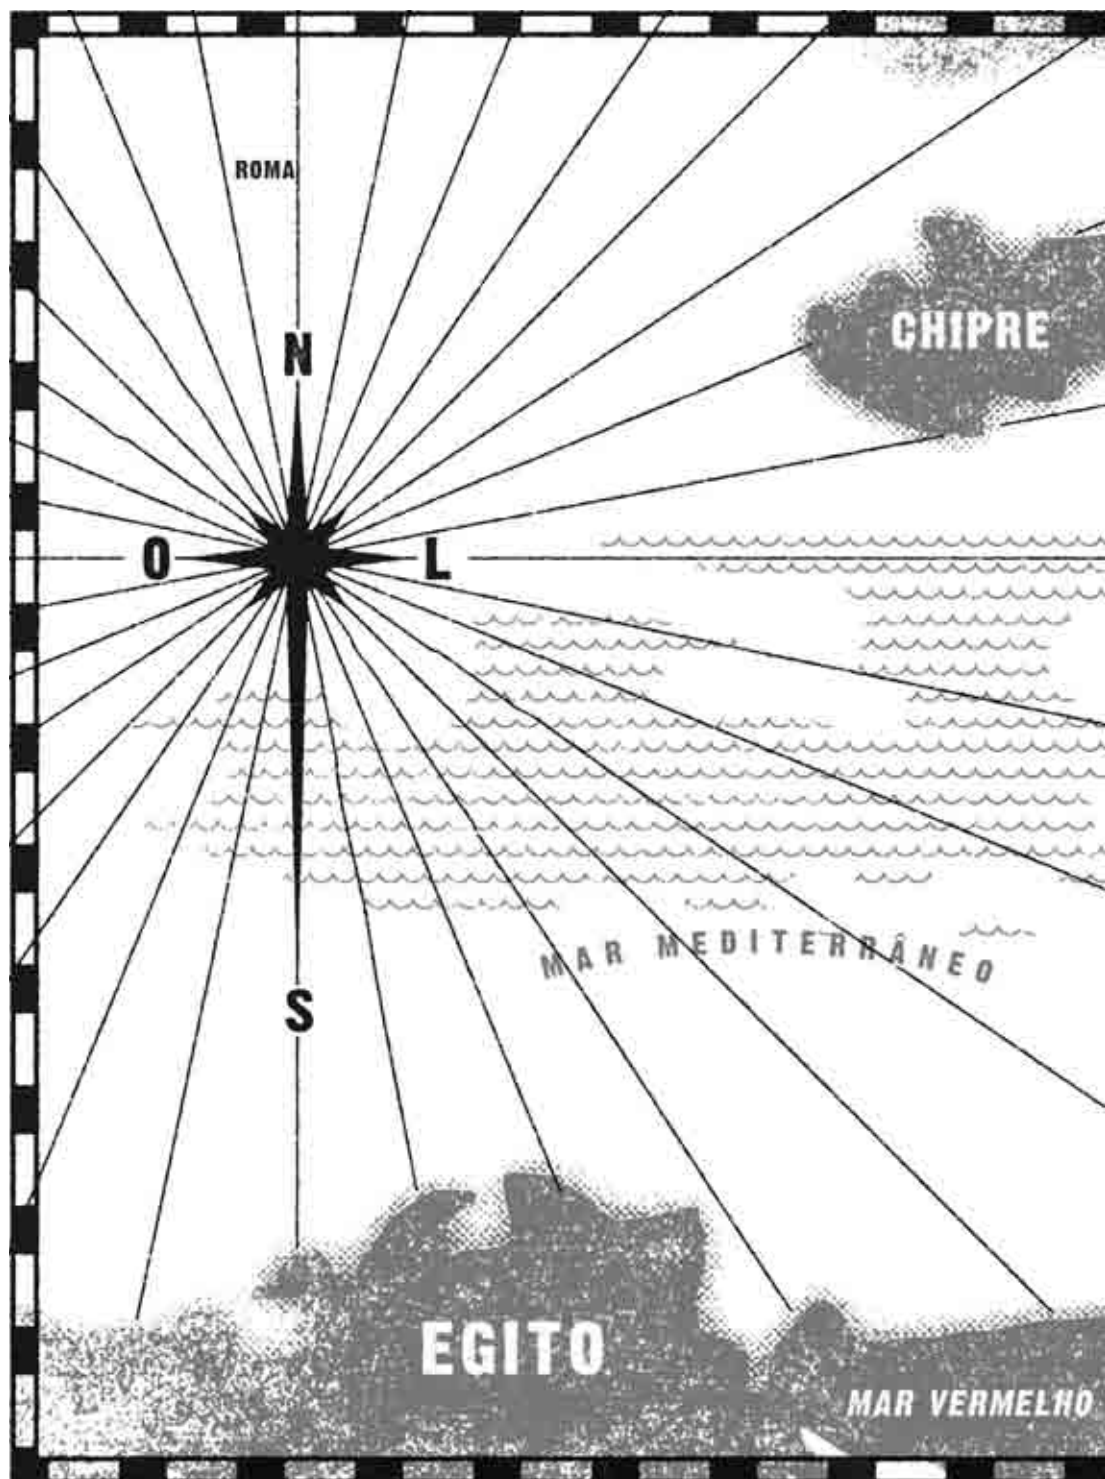 ROMA
CHIPRE
N
O
L
MAR MEDITERRÂNEO
S
EGITO
MAR VERMELHO